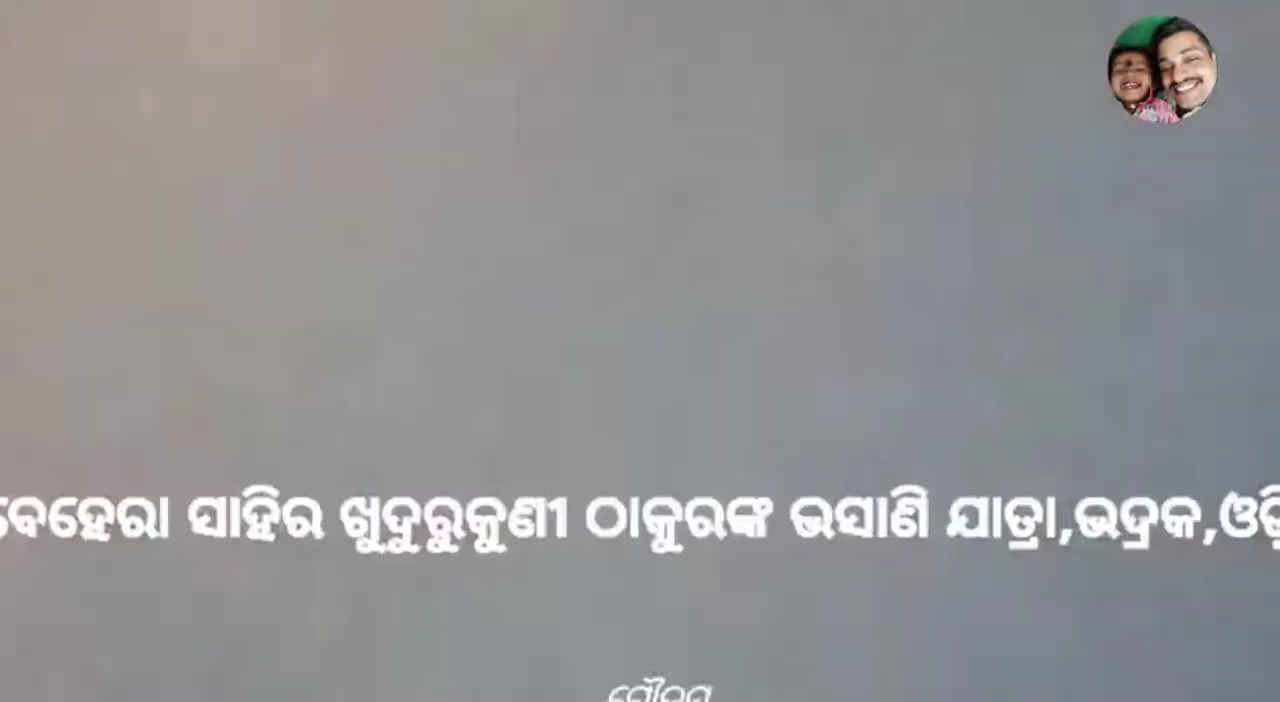 ବେହେରା ସାହିର ଖୁଦୁରୁକୁଣୀ ଠାକୁରଙ୍କ ଭସାଣି ଯାତ୍ରା,ଭଦ୍ରକ,